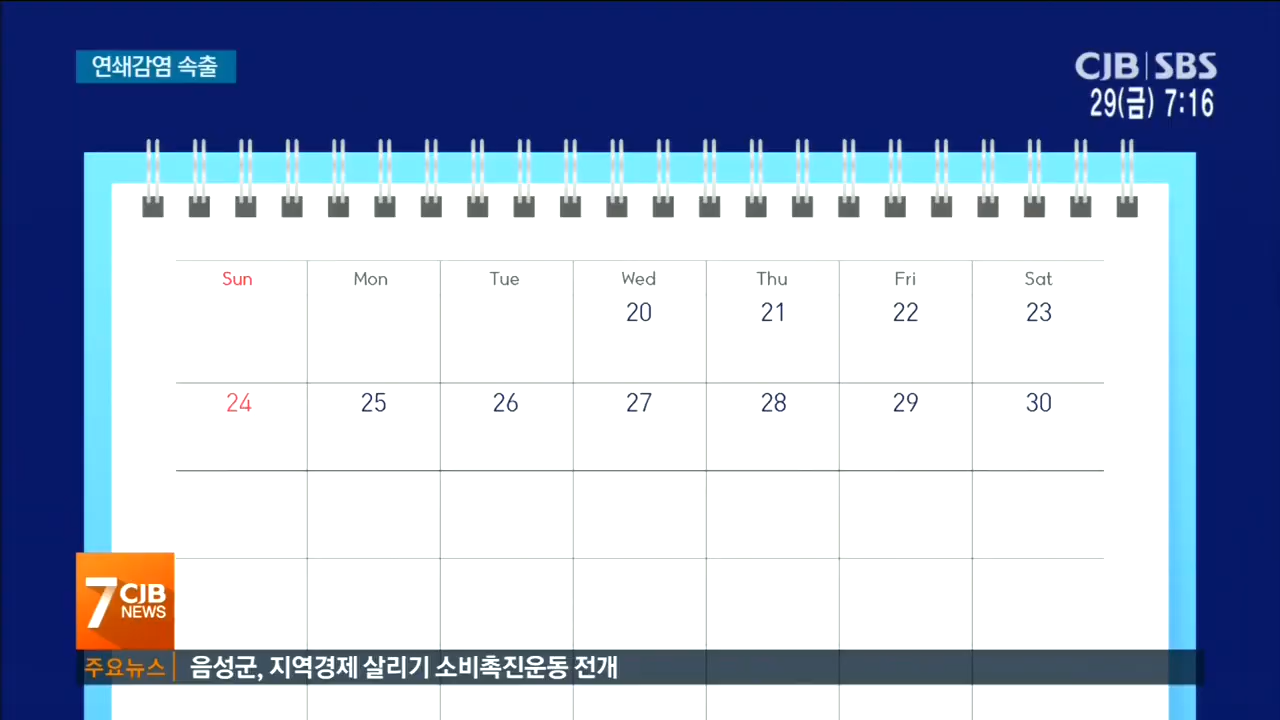 연쇄감염 속출
CJB SBS
29(금) 7:16
Sun Mon Tue Wed Thu Fri Sat
20 21 22 23
24 25 26 27 28 29 30
7 CJB NEWS
주요뉴스 음성군, 지역경제 살리기 소비촉진운동 전개